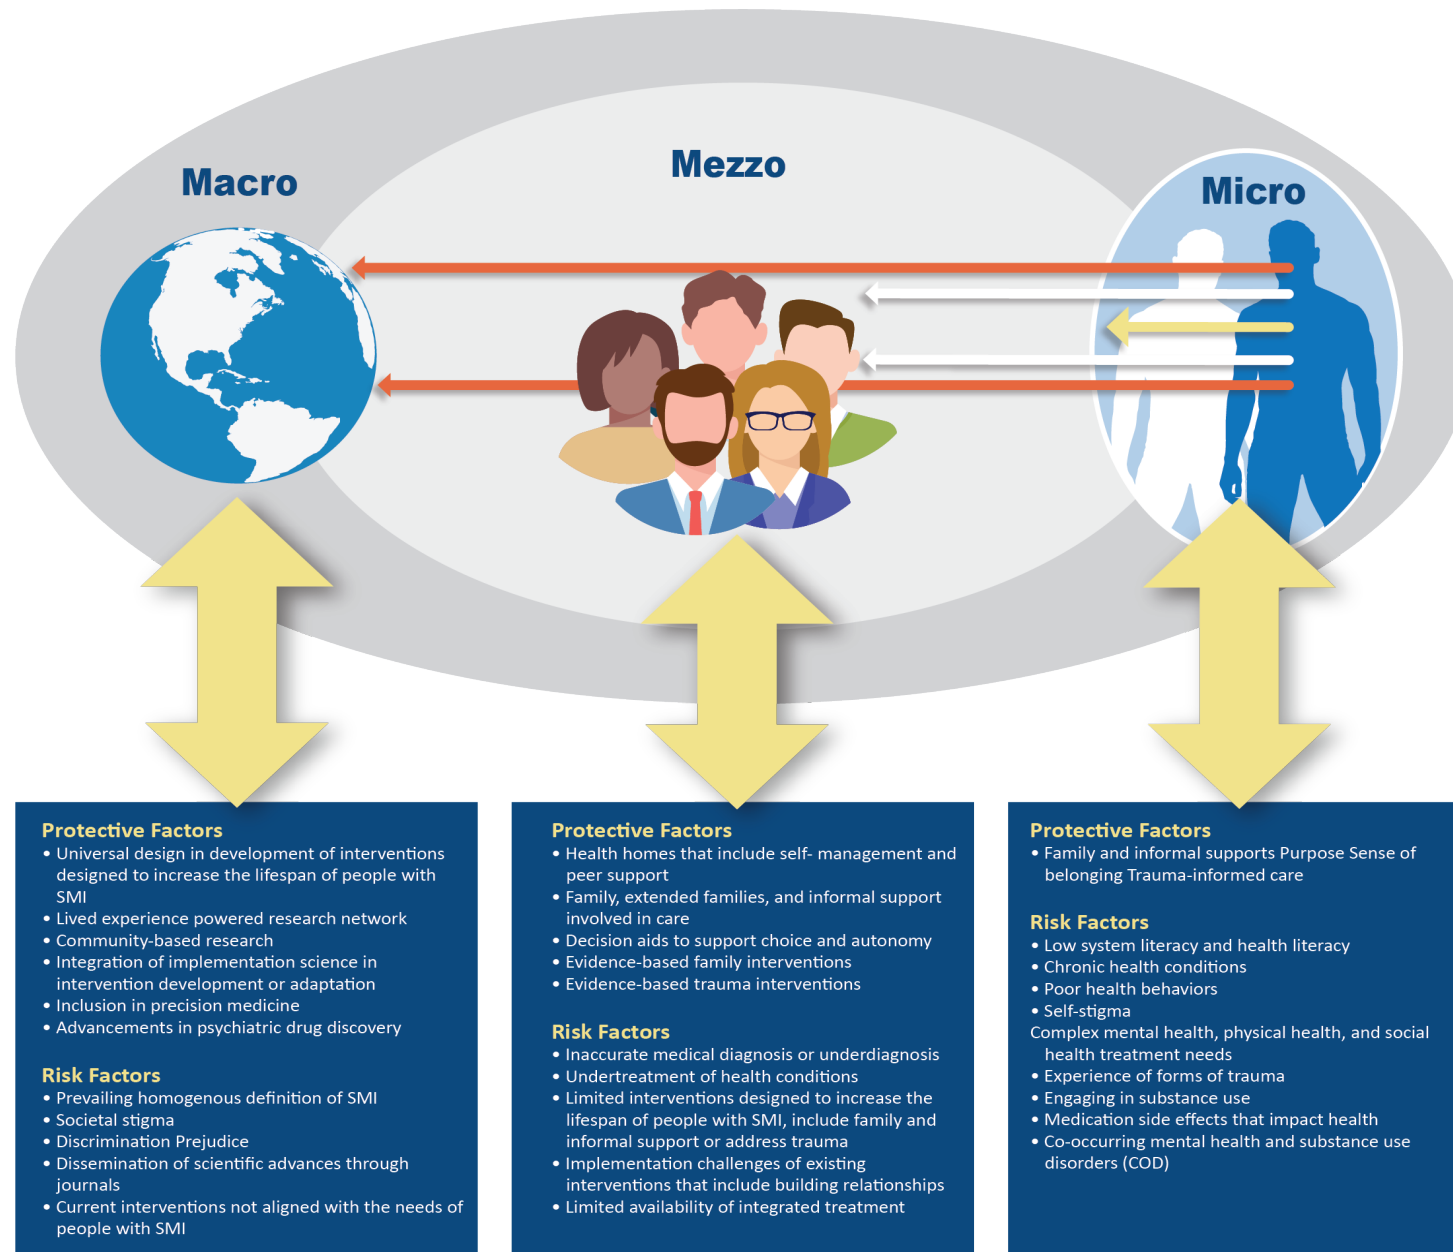 Macro
Mezzo
Micro
Protective Factors
• Universal design in development of interventions
designed to increase the lifespan of people with
SMI
• Lived experience powered research network
• Community-based research
• Integration of implementation science in
intervention development or adaptation
• Inclusion in precision medicine
• Advancements in psychiatric drug discovery
Risk Factors
• Prevailing homogenous definition of SMI
• Societal stigma
• Discrimination Prejudice
• Dissemination of scientific advances through
journals
• Current interventions not aligned with the needs of
people with SMI
Protective Factors
• Health homes that include self- management and
peer support
• Family, extended families, and informal support
involved in care
• Decision aids to support choice and autonomy
• Evidence-based family interventions
• Evidence-based trauma interventions
Risk Factors
• Inaccurate medical diagnosis or underdiagnosis
• Undertreatment of health conditions
• Limited interventions designed to increase the
lifespan of people with SMI, include family and
informal support or address trauma
• Implementation challenges of existing
interventions that include building relationships
• Limited availability of integrated treatment
Protective Factors
• Family and informal supports Purpose Sense of
belonging Trauma-informed care
Risk Factors
• Low system literacy and health literacy
• Chronic health conditions
• Poor health behaviors
• Self-stigma
Complex mental health, physical health, and social
health treatment needs
• Experience of forms of trauma
• Engaging in substance use
• Medication side effects that impact health
• Co-occurring mental health and substance use
disorders (COD)